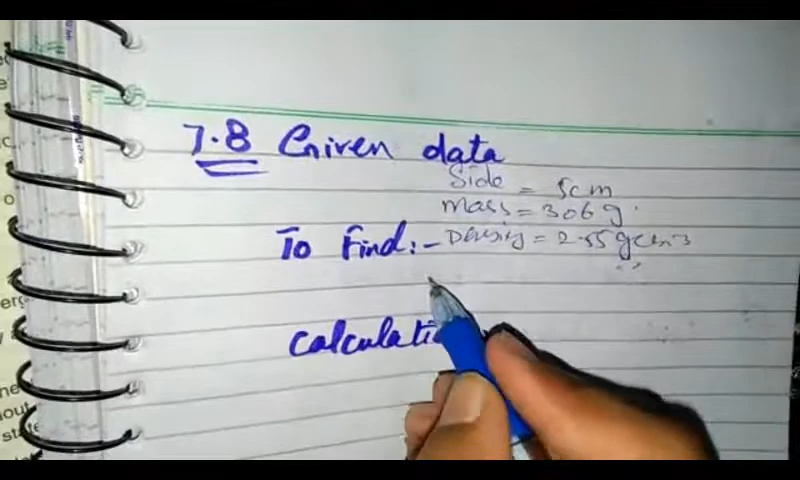 7.8 Given data
Side = 5cm
mass = 306 g.
To Find:- Density = 2.55 gcm-3
calculati